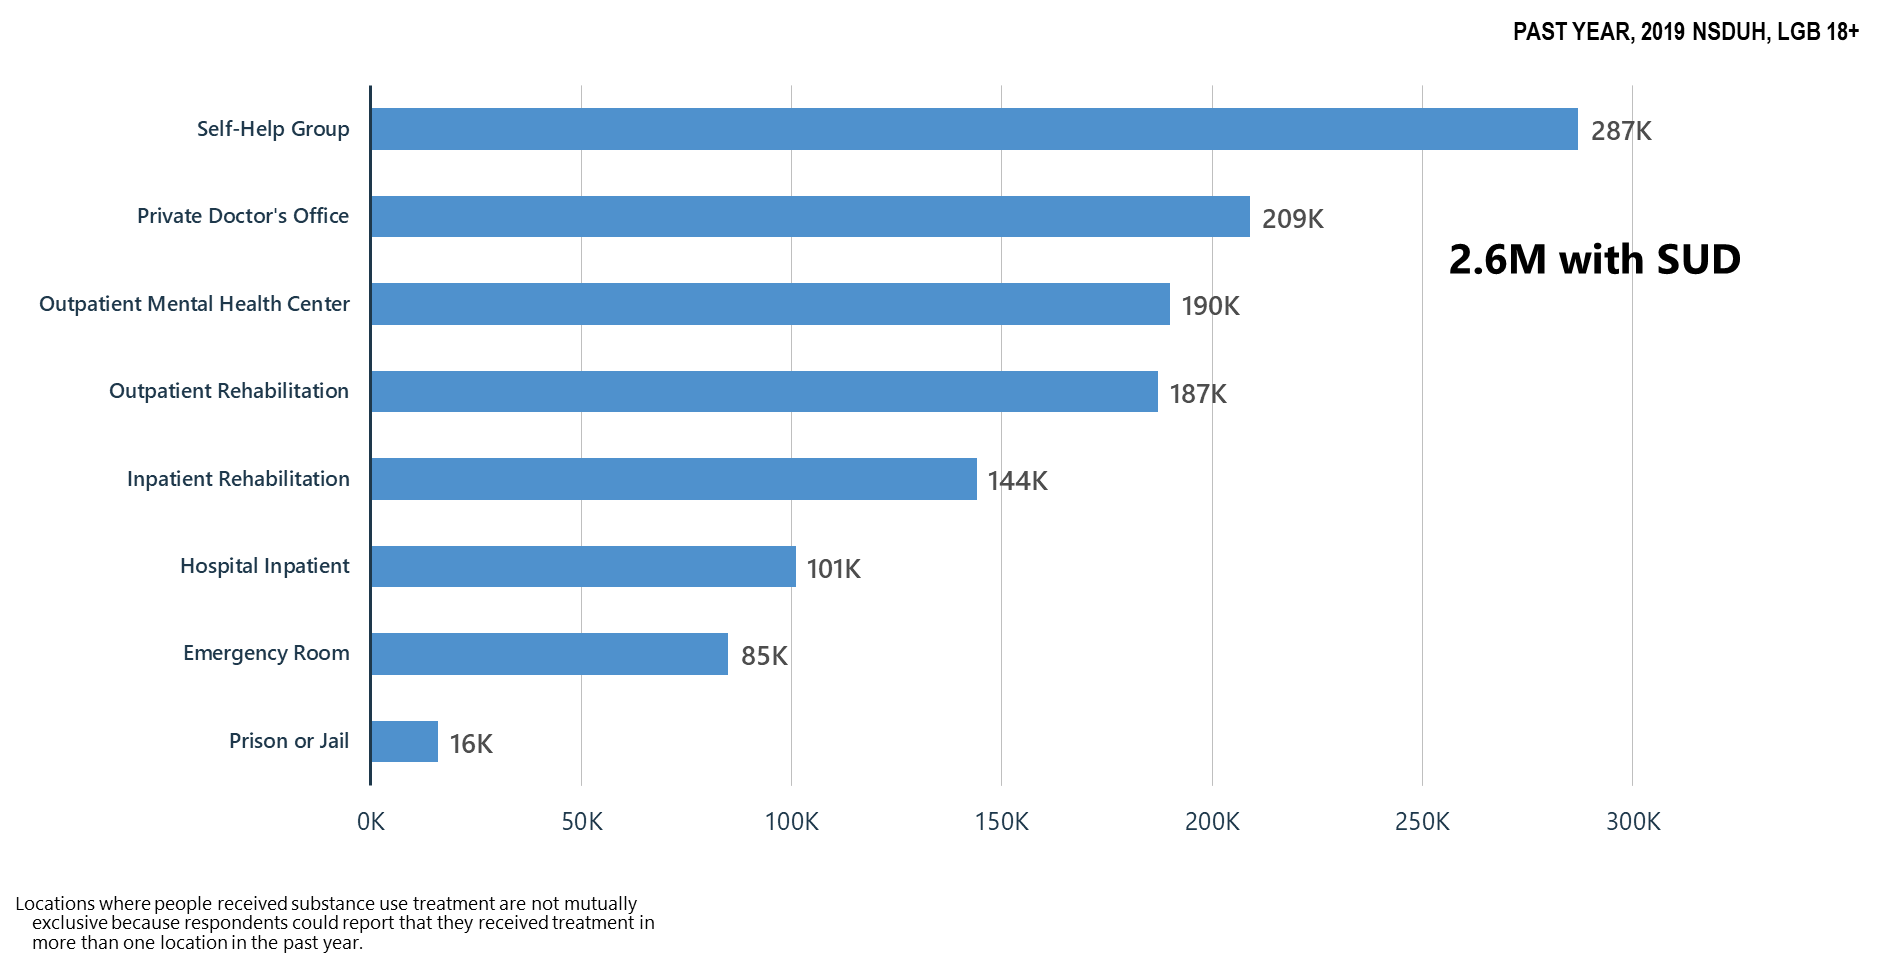 PAST YEAR, 2019 NSDUH, LGB 18+
Self-Help Group
287K
Private Doctor's Office
209K
2.6M with SUD
Outpatient Mental Health Center
190K
Outpatient Rehabilitation
187K
Inpatient Rehabilitation
144K
Hospital Inpatient
101K
Emergency Room
85K
Prison or Jail
16K
0K 50K 100K 150K 200K 250K 300K
Locations where people received substance use treatment are not mutually
exclusive because respondents could report that they received treatment in
more than one location in the past year.